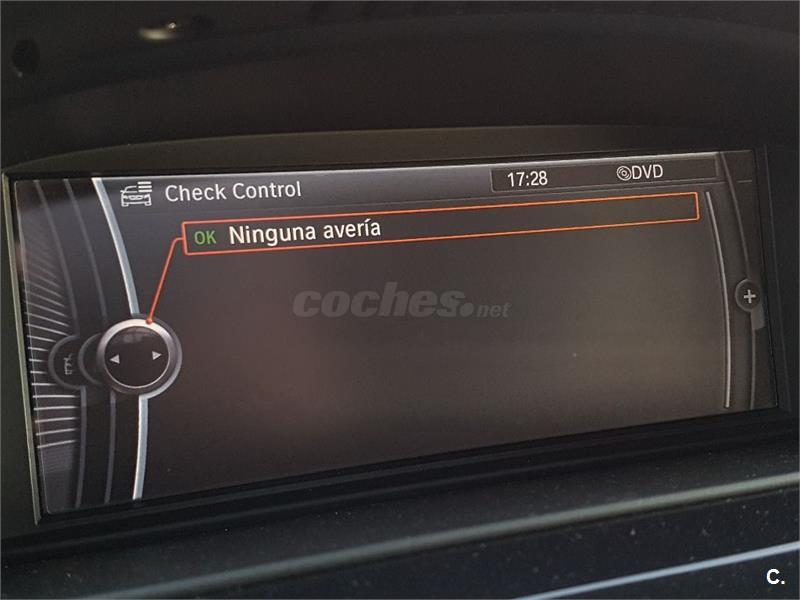 Check Control
17:28
DVD
OK Ninguna avería
coches.net
C.